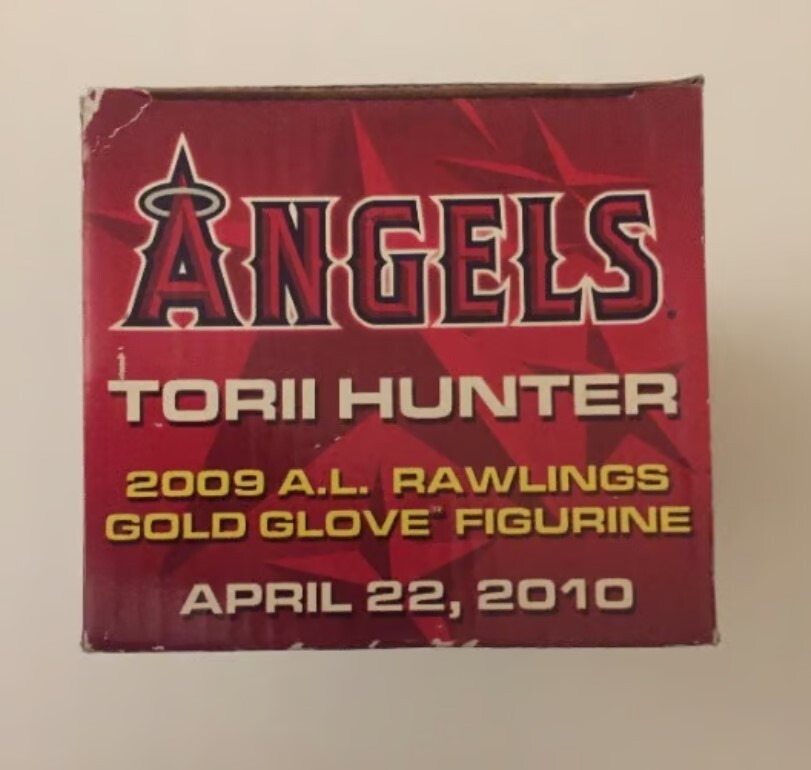 ANGELS
TORII HUNTER
2009 A.L. RAWLINGS
GOLD GLOVE™ FIGURINE
APRIL 22, 2010